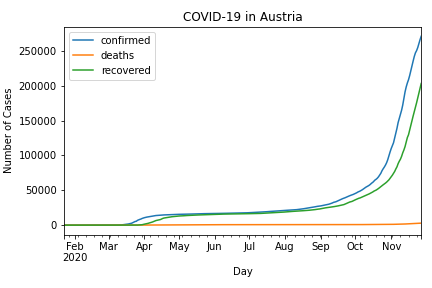 COVID-19 in Austria
confirmed
deaths
recovered
Number of Cases
250000
200000
150000
100000
50000
0
Feb Mar Apr May Jun Jul Aug Sep Oct Nov
2020
Day